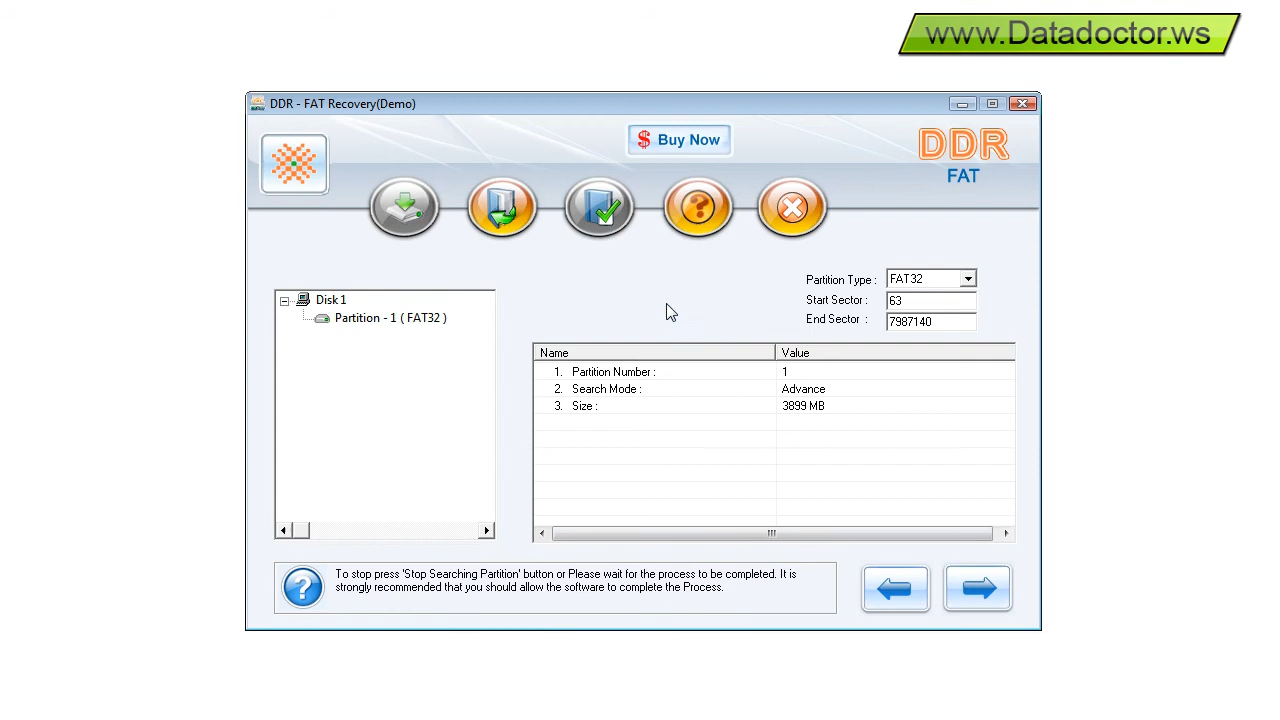 www.Datadoctor.ws
DDR - FAT Recovery(Demo)
$ Buy Now
DDR
FAT
Disk 1
Partition - 1 ( FAT32 )
Partition Type : FAT32
Start Sector : 63
End Sector : 7987140
Name Value
1. Partition Number : 1
2. Search Mode : Advance
3. Size : 3899 MB
To stop press 'Stop Searching Partition' button or Please wait for the process to be completed. It is
strongly recommended that you should allow the software to complete the Process.